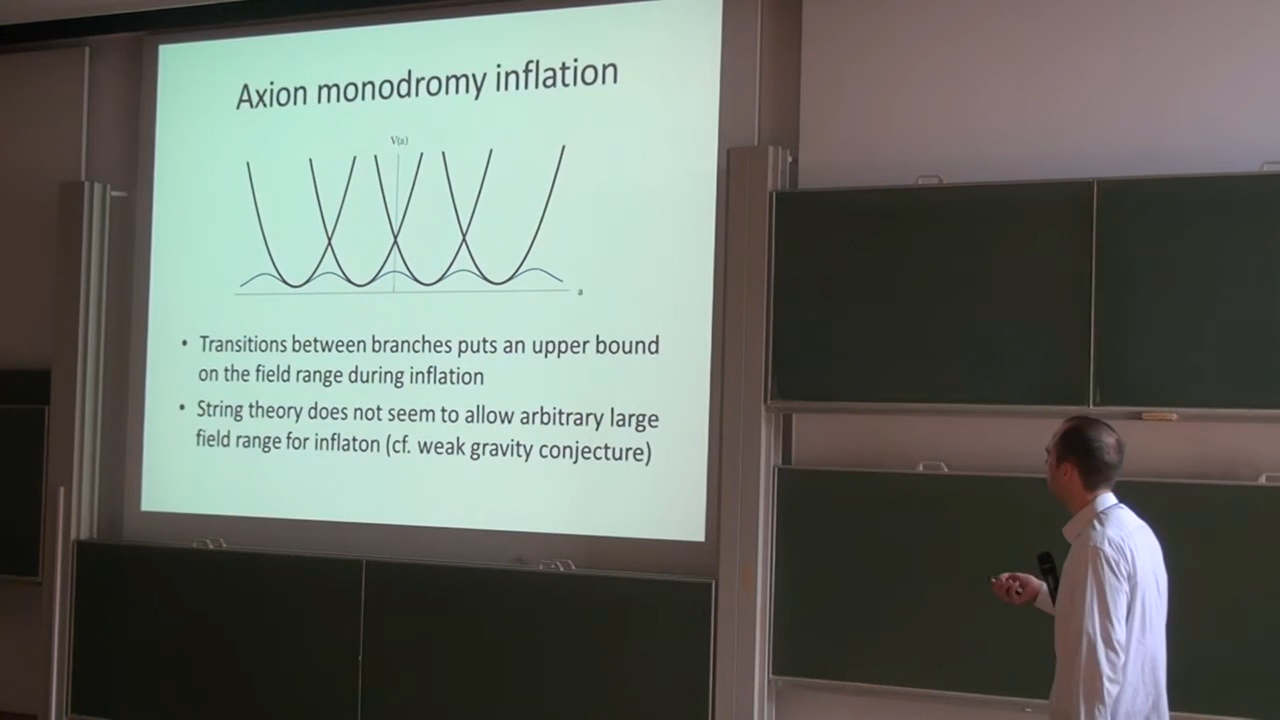 Axion monodromy inflation
V(a)
a
• Transitions between branches puts an upper bound
on the field range during inflation
• String theory does not seem to allow arbitrary large
field range for inflaton (cf. weak gravity conjecture)